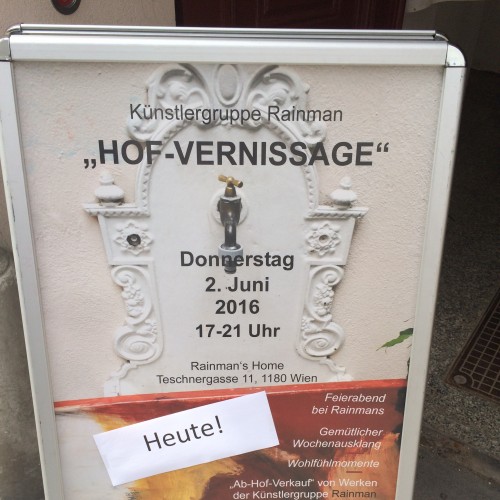 Künstlergruppe Rainman
„HOF-VERNISSAGE“
Donnerstag
2. Juni
2016
17-21 Uhr
Rainman's Home
Teschnergasse 11, 1180 Wien
Feierabend
bei Rainmans
Gemütlicher
Wochenausklang
Wohlfühlmomente
Heute!
„Ab-Hof-Verkauf“ von Werken
der Künstlergruppe Rainman